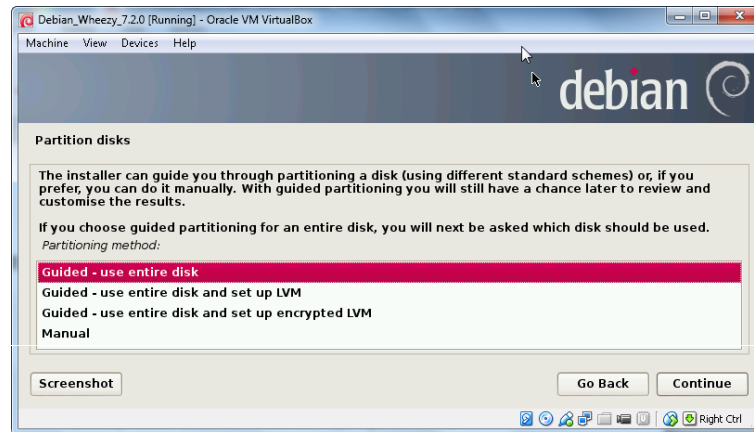 Debian_Wheezy_7.2.0 [Running] - Oracle VM VirtualBox
Machine View Devices Help
debian
Partition disks
The installer can guide you through partitioning a disk (using different standard schemes) or, if you
prefer, you can do it manually. With guided partitioning you will still have a chance later to review and
customise the results.
If you choose guided partitioning for an entire disk, you will next be asked which disk should be used.
Partitioning method:
Guided - use entire disk
Guided - use entire disk and set up LVM
Guided - use entire disk and set up encrypted LVM
Manual
Screenshot Go Back Continue
Right Ctrl